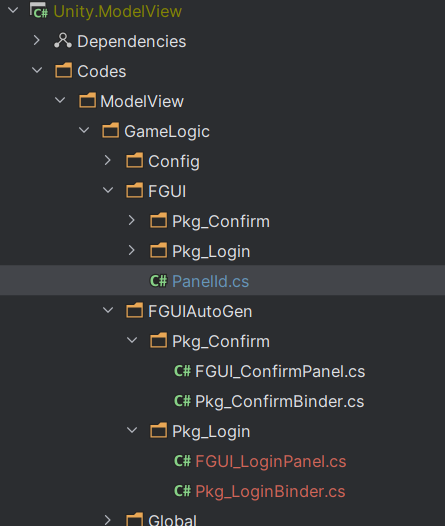 C# Unity.ModelView
Dependencies
Codes
ModelView
GameLogic
Config
FGUI
Pkg_Confirm
Pkg_Login
C# PanelId.cs
FGUIAutoGen
Pkg_Confirm
C# FGUI_ConfirmPanel.cs
C# Pkg_ConfirmBinder.cs
Pkg_Login
C# FGUI_LoginPanel.cs
C# Pkg_LoginBinder.cs
Global